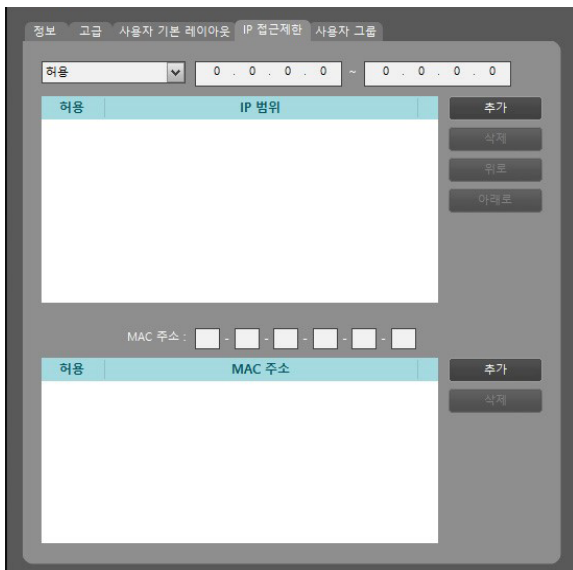 정보 고급 사용자 기본 레이아웃 IP 접근제한 사용자 그룹
허용 0 . 0 . 0 . 0 ~ 0 . 0 . 0 . 0
허용 IP 범위 추가
삭제
위로
아래로
MAC 주소 : - - - - -
허용 MAC 주소 추가
삭제